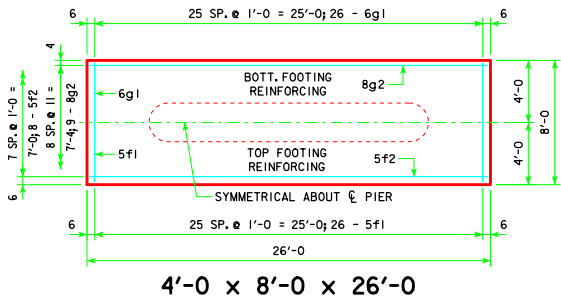 6 25 SP.@ 1'-0 = 25'-0; 26 - 6g1 6
4
BOTT. FOOTING
REINFORCING
8g2
6g1
7 SP.@ 1'-0 =
7'-0; 8 - 5f2
8 SP.@ 11 =
7'-4; 9 - 8g2
4'-0
8'-0
4'-0
5f1
TOP FOOTING
REINFORCING
5f2
6
SYMMETRICAL ABOUT ℄ PIER
6 25 SP.@ 1'-0 = 25'-0; 26 - 5f1 6
26'-0
4'-0 x 8'-0 x 26'-0